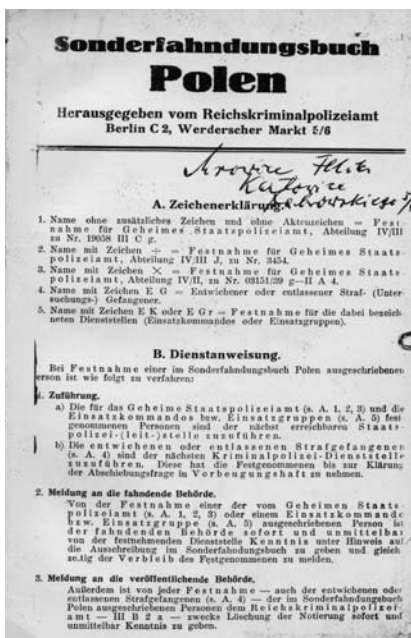 Sonderfahndungsbuch
Polen
Herausgegeben vom Reichskriminalpolizeiamt
Berlin C 2, Werderscher Markt 5/6
A. Zeichenerklärung.
1. Name ohne zusätzliches Zeichen und ohne Aktenzeichen = Fest-
nahme für Geheimes Staatspolizeiamt, Abteilung IV/III
zu Nr. 19058 III C g.
2. Name mit Zeichen ÷ = Festnahme für Geheimes Staats-
polizeiamt, Abteilung IV/III J, zu Nr. 3454.
3. Name mit Zeichen × = Festnahme für Geheimes Staats-
polizeiamt, Abteilung IV/II, zu Nr. 03151/39 g—II A 4.
4. Name mit Zeichen E G = Entwichener oder entlassener Straf- (Unter-
suchungs-) Gefangener.
5. Name mit Zeichen E K oder E Gr = Festnahme für die dabei bezeich-
neten Dienststellen (Einsatzkommandos oder Einsatzgruppen).
B. Dienstanweisung.
Bei Festnahme einer im Sonderfahndungsbuch Polen ausgeschriebenen
erson ist wie folgt zu verfahren:
1. Zuführung.
a) Die für das Geheime Staatspolizeiamt (s. A. 1, 2, 3) und die
Einsatzkommandos bzw. Einsatzgruppen (s. A. 5) fest-
genommenen Personen sind der nächst erreichbaren Staats-
polizei-(leit-)stelle zuzuführen.
b) Die entwichenen oder entlassenen Strafgefangenen
(s. A. 4) sind der nächsten Kriminalpolizei-Dienststelle
zuzuführen. Diese hat die Festgenommenen bis zur Klärung
der Abschiebungsfrage in Vorbeugungshaft zu nehmen.
2. Meldung an die fahndende Behörde.
Von der Festnahme einer der vom Geheimen Staats-
polizeiamt (s. A. 1, 2, 3) oder einem Einsatzkommando
bzw. Einsatzgruppe (s. A. 5) ausgeschriebenen Person ist
der fahndenden Behörde sofort und unmittelbar
von der festnehmenden Dienststelle Kenntnis unter Hinweis auf
die Ausschreibung im Sonderfahndungsbuch zu geben und gleich-
zeitig der Verbleib des Festgenommenen zu melden.
3. Meldung an die veröffentlichende Behörde.
Außerdem ist von jeder Festnahme — auch der entwichenen oder
entlassenen Strafgefangenen (s. A. 4) — der im Sonderfahndungsbuch
Polen ausgeschriebenen Personen dem Reichskriminalpolizei-
amt — III B 2 a — zwecks Löschung der Notierung sofort und
unmittelbar Kenntnis zu geben.